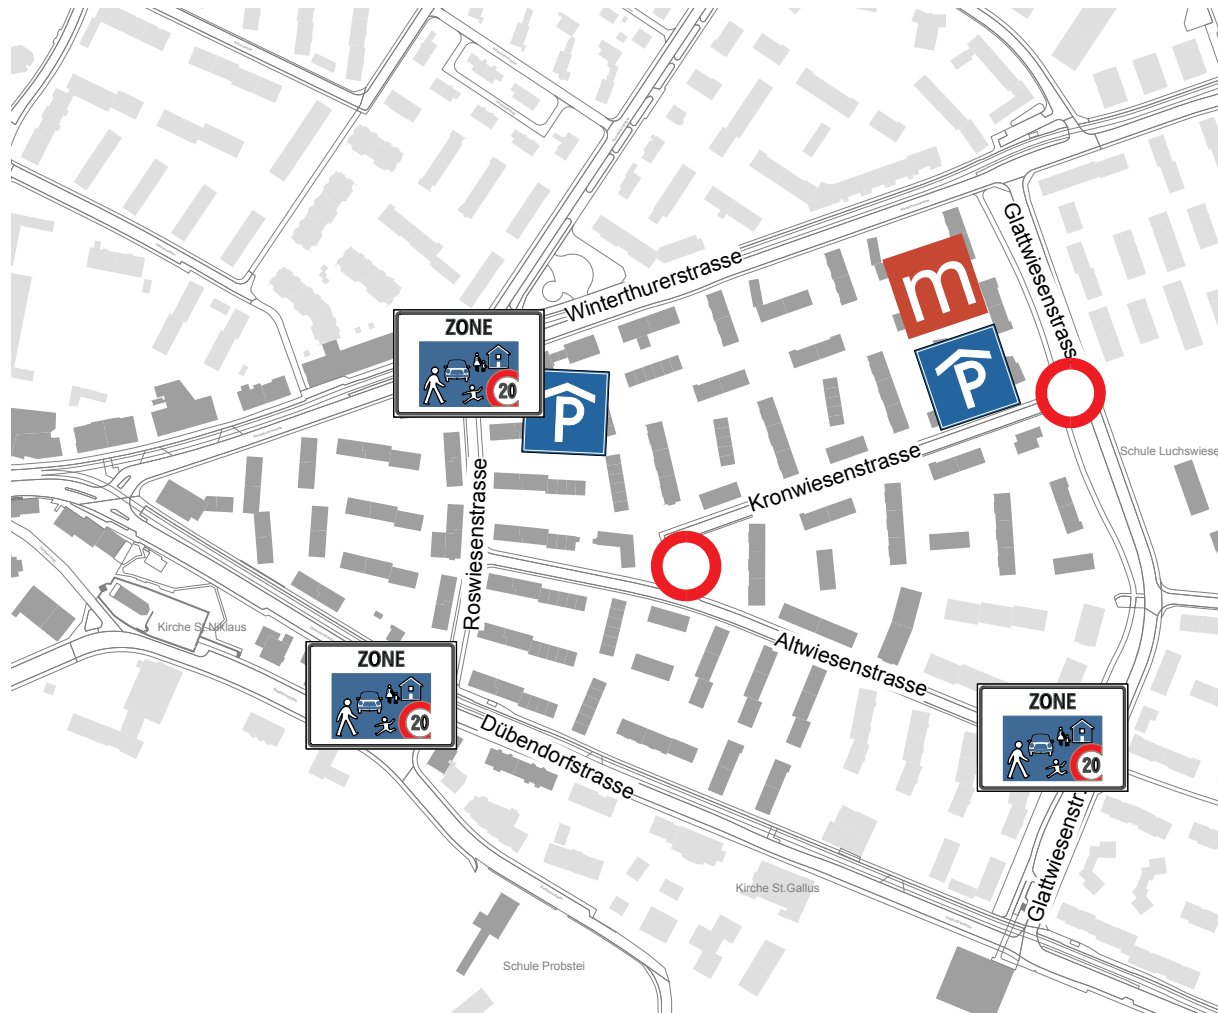 Glattwiesenstrasse
Winterthurerstrasse
m
ZONE
20
P
P
Kronwiesenstrasse
Schule Luchswiese
Roswiesenstrasse
Kirche St.Niklaus
Altwiesenstrasse
ZONE
20
ZONE
20
Dübendorfstrasse
Glattwiesenstr.
Kirche St.Gallus
Schule Probstei